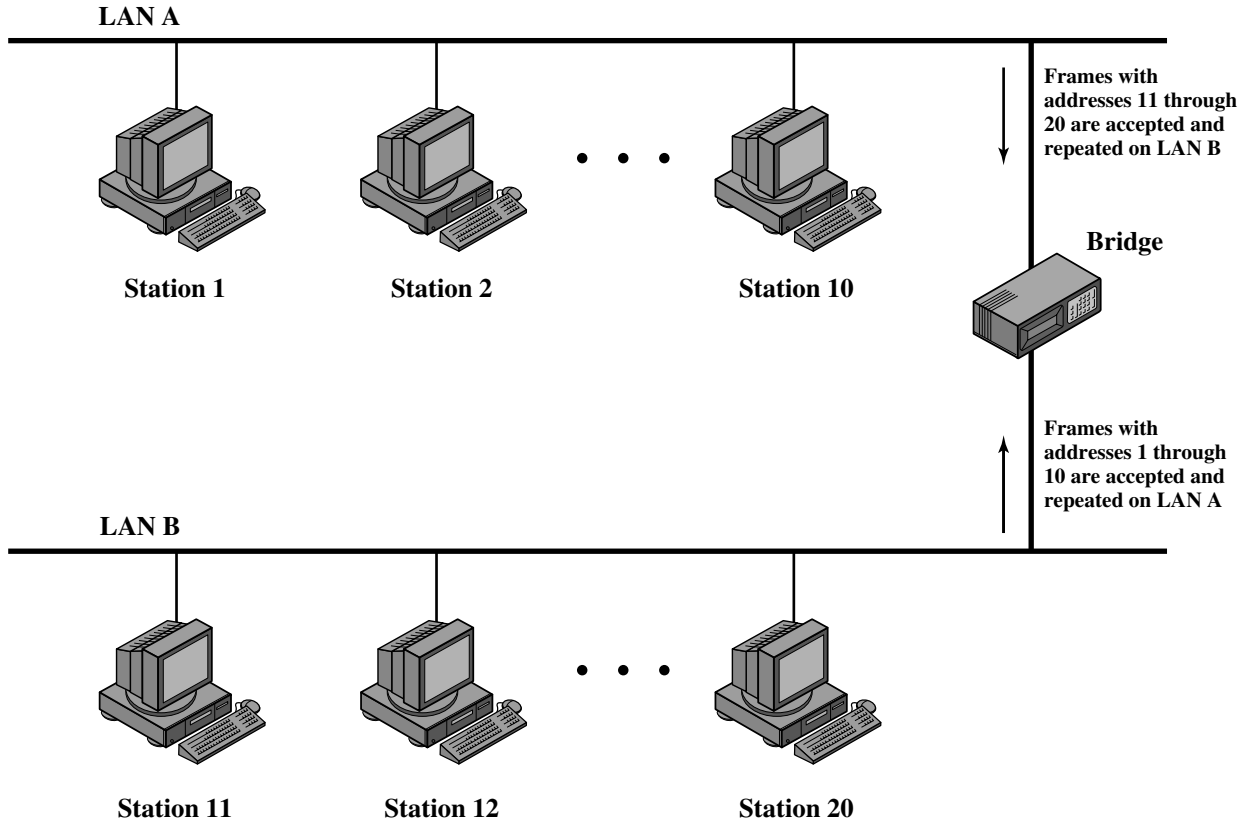 LAN A
Frames with
addresses 11 through
20 are accepted and
repeated on LAN B
Station 1
Station 2
Station 10
Bridge
Frames with
addresses 1 through
10 are accepted and
repeated on LAN A
LAN B
Station 11
Station 12
Station 20